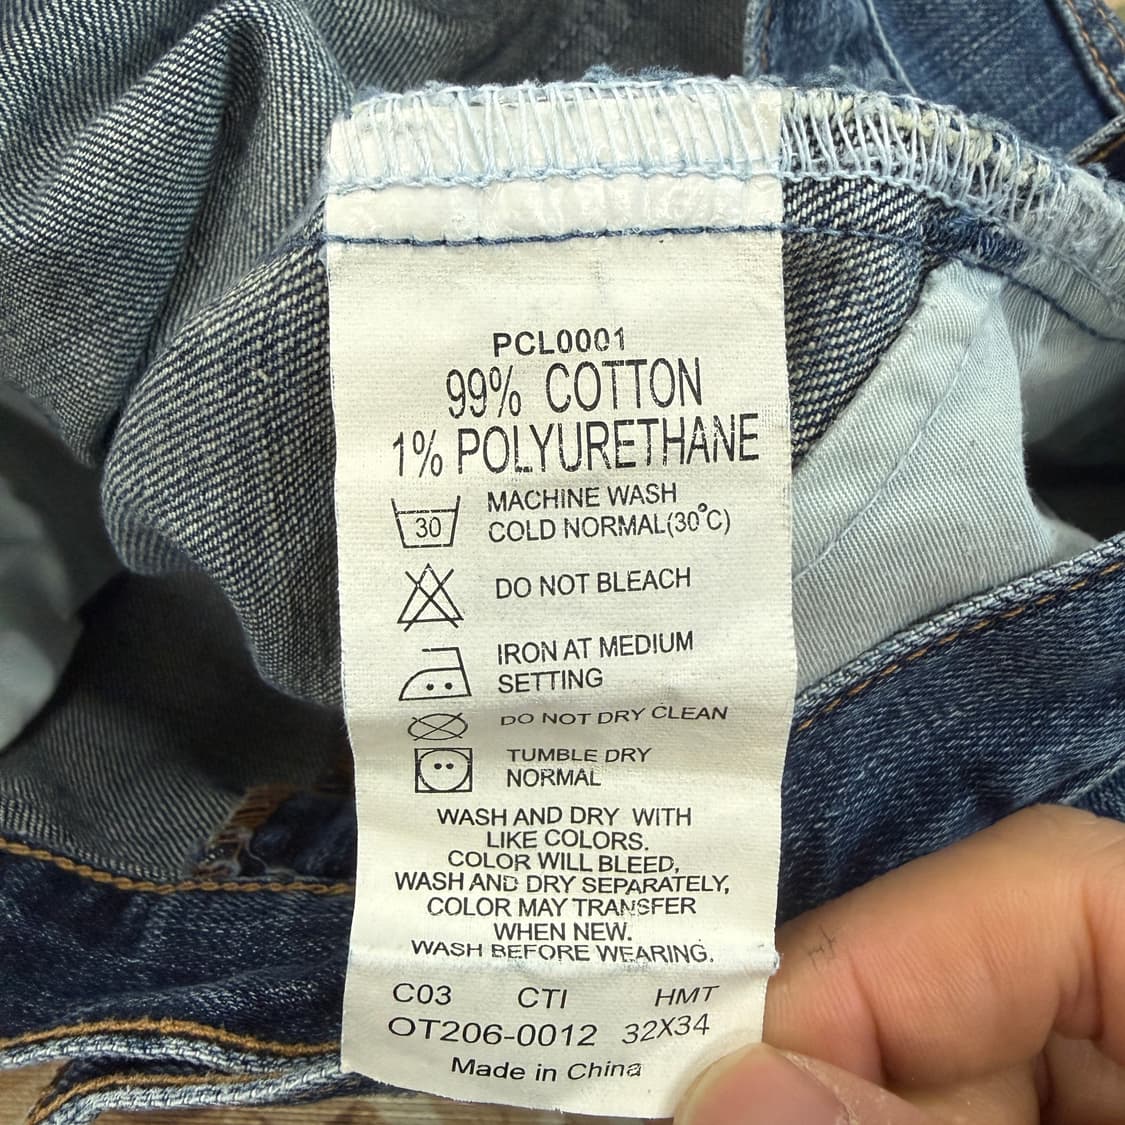 PCL0001
99% COTTON
1% POLYURETHANE
30
MACHINE WASH
COLD NORMAL(30°C)
DO NOT BLEACH
IRON AT MEDIUM
SETTING
DO NOT DRY CLEAN
TUMBLE DRY
NORMAL
WASH AND DRY WITH
LIKE COLORS.
COLOR WILL BLEED,
WASH AND DRY SEPARATELY,
COLOR MAY TRANSFER
WHEN NEW.
WASH BEFORE WEARING.
C03 CTI HMT
OT206-0012 32X34
Made in China